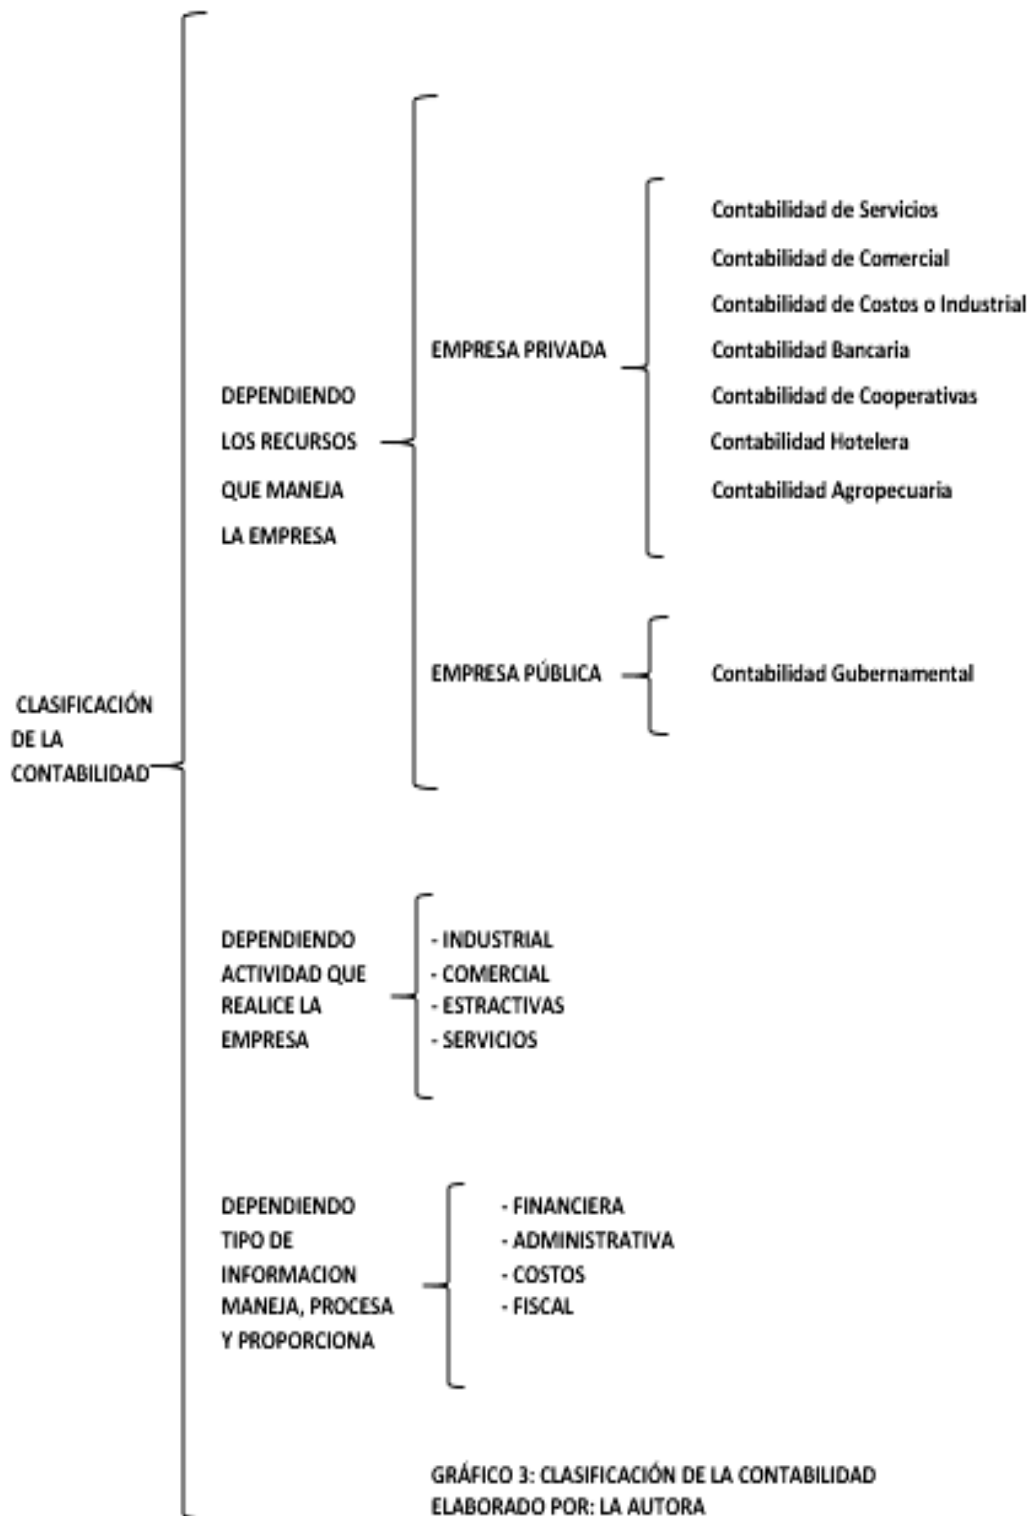 CLASIFICACIÓN
DE LA
CONTABILIDAD
DEPENDIENDO
LOS RECURSOS
QUE MANEJA
LA EMPRESA
EMPRESA PRIVADA
Contabilidad de Servicios
Contabilidad de Comercial
Contabilidad de Costos o Industrial
Contabilidad Bancaria
Contabilidad de Cooperativas
Contabilidad Hotelera
Contabilidad Agropecuaria
EMPRESA PÚBLICA
Contabilidad Gubernamental
DEPENDIENDO
ACTIVIDAD QUE
REALICE LA
EMPRESA
- INDUSTRIAL
- COMERCIAL
- ESTRACTIVAS
- SERVICIOS
DEPENDIENDO
TIPO DE
INFORMACION
MANEJA, PROCESA
Y PROPORCIONA
- FINANCIERA
- ADMINISTRATIVA
- COSTOS
- FISCAL
GRÁFICO 3: CLASIFICACIÓN DE LA CONTABILIDAD
ELABORADO POR: LA AUTORA